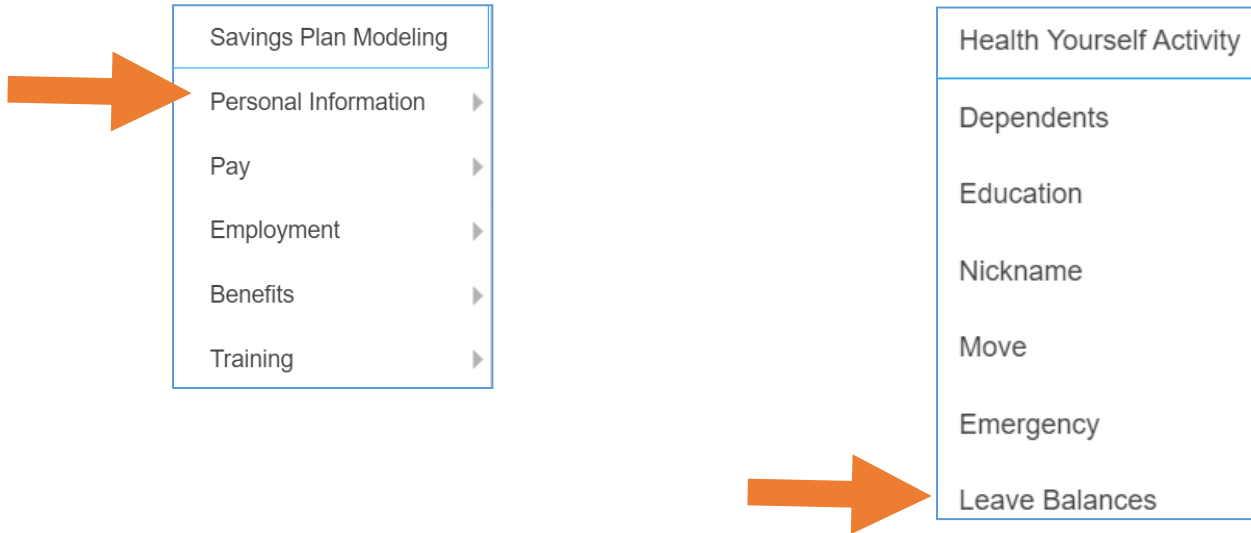 Savings Plan Modeling
Personal Information
Pay
Employment
Benefits
Training
Health Yourself Activity
Dependents
Education
Nickname
Move
Emergency
Leave Balances